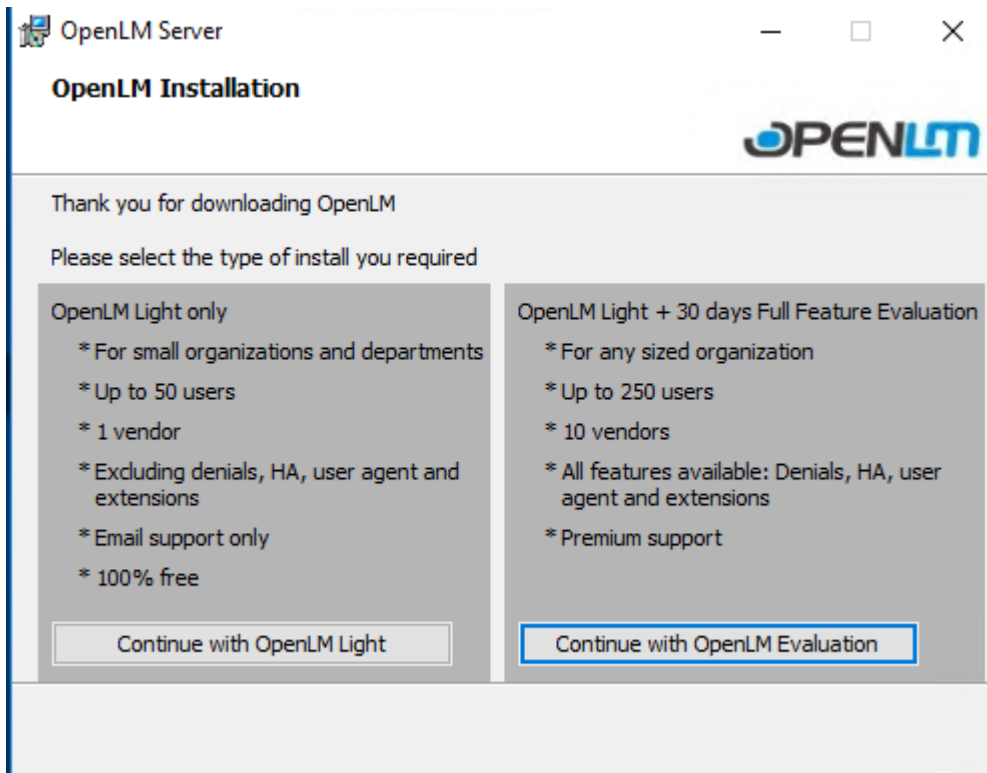 OpenLM Server
OpenLM Installation
OPENLM
Thank you for downloading OpenLM
Please select the type of install you required
OpenLM Light only
* For small organizations and departments
* Up to 50 users
* 1 vendor
* Excluding denials, HA, user agent and
extensions
* Email support only
* 100% free
Continue with OpenLM Light
OpenLM Light + 30 days Full Feature Evaluation
* For any sized organization
* Up to 250 users
* 10 vendors
* All features available: Denials, HA, user
agent and extensions
* Premium support
Continue with OpenLM Evaluation